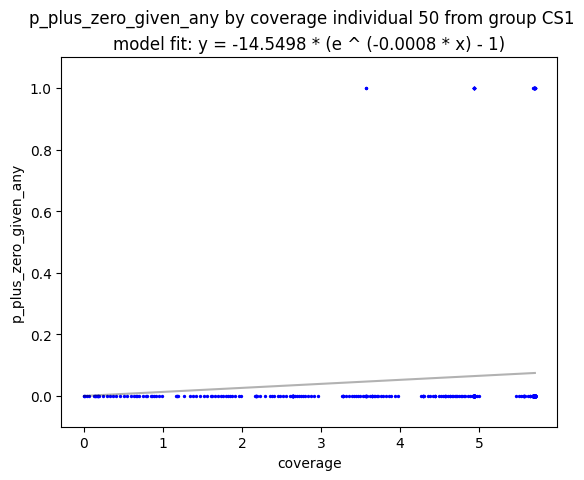 p_plus_zero_given_any by coverage individual 50 from group CS1
model fit: y = -14.5498 * (e ^ (-0.0008 * x) - 1)
1.0
0.8
0.6
0.4
0.2
0.0
p_plus_zero_given_any
0 1 2 3 4 5
coverage